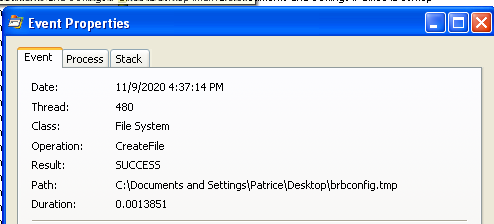 Event Properties
Event Process Stack
Date: 11/9/2020 4:37:14 PM
Thread: 480
Class: File System
Operation: CreateFile
Result: SUCCESS
Path: C:\Documents and Settings\Patrice\Desktop\brbconfig.tmp
Duration: 0.0013851